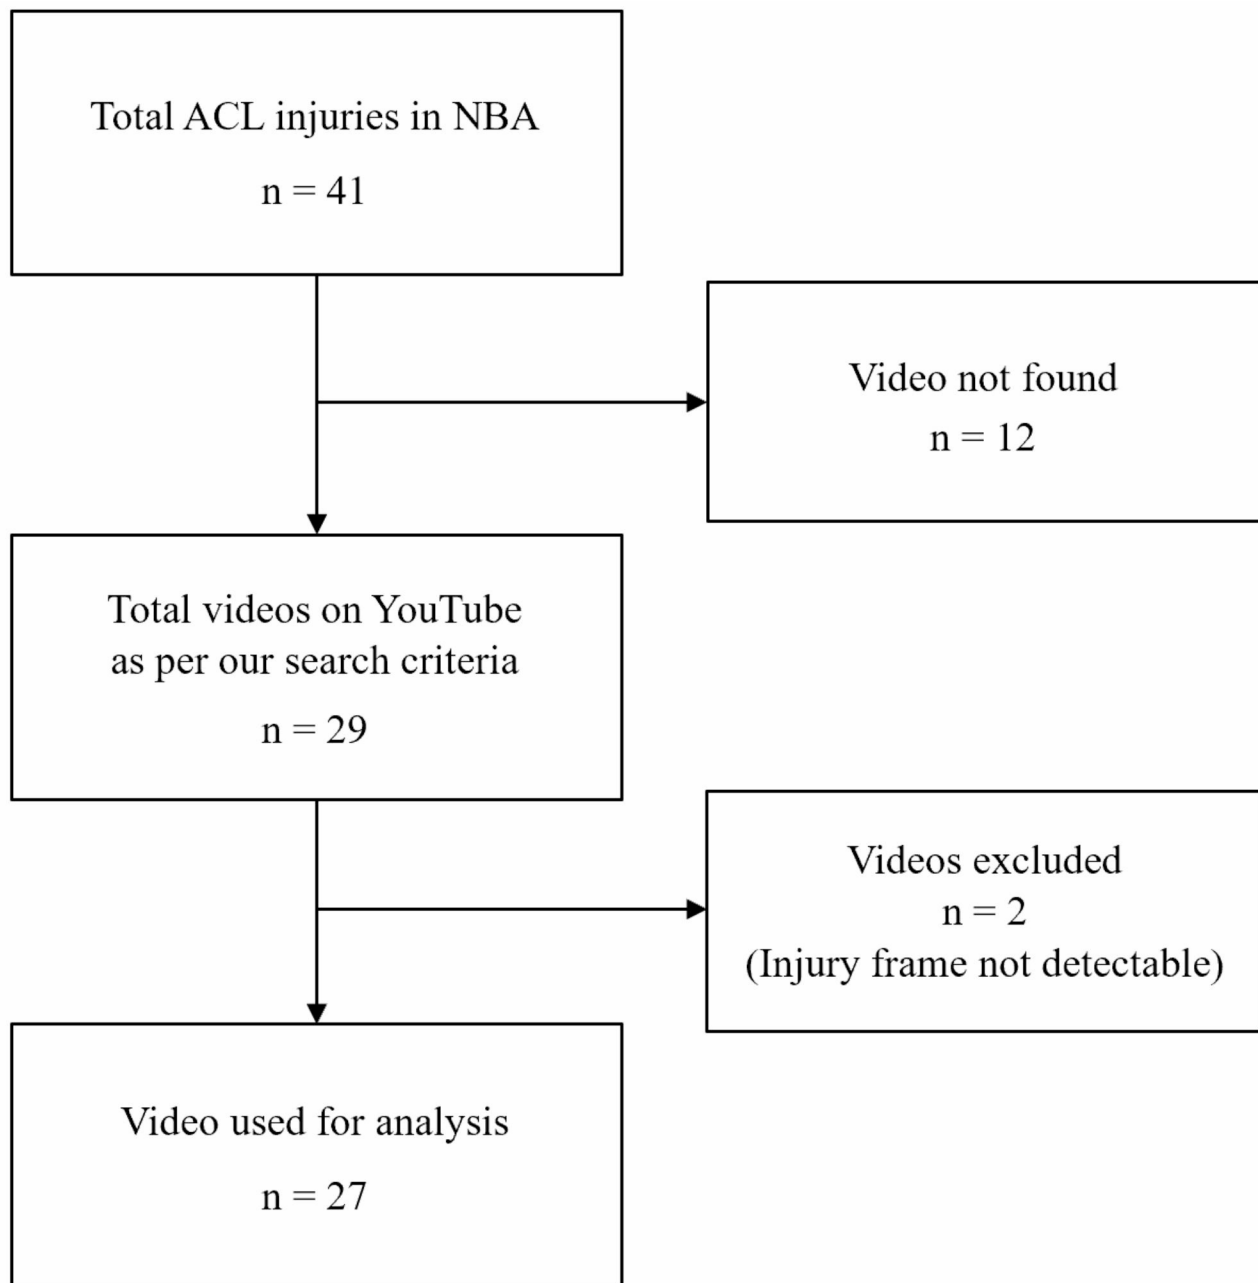 Total ACL injuries in NBA
n = 41
Video not found
n = 12
Total videos on YouTube
as per our search criteria
n = 29
Videos excluded
n = 2
(Injury frame not detectable)
Video used for analysis
n = 27